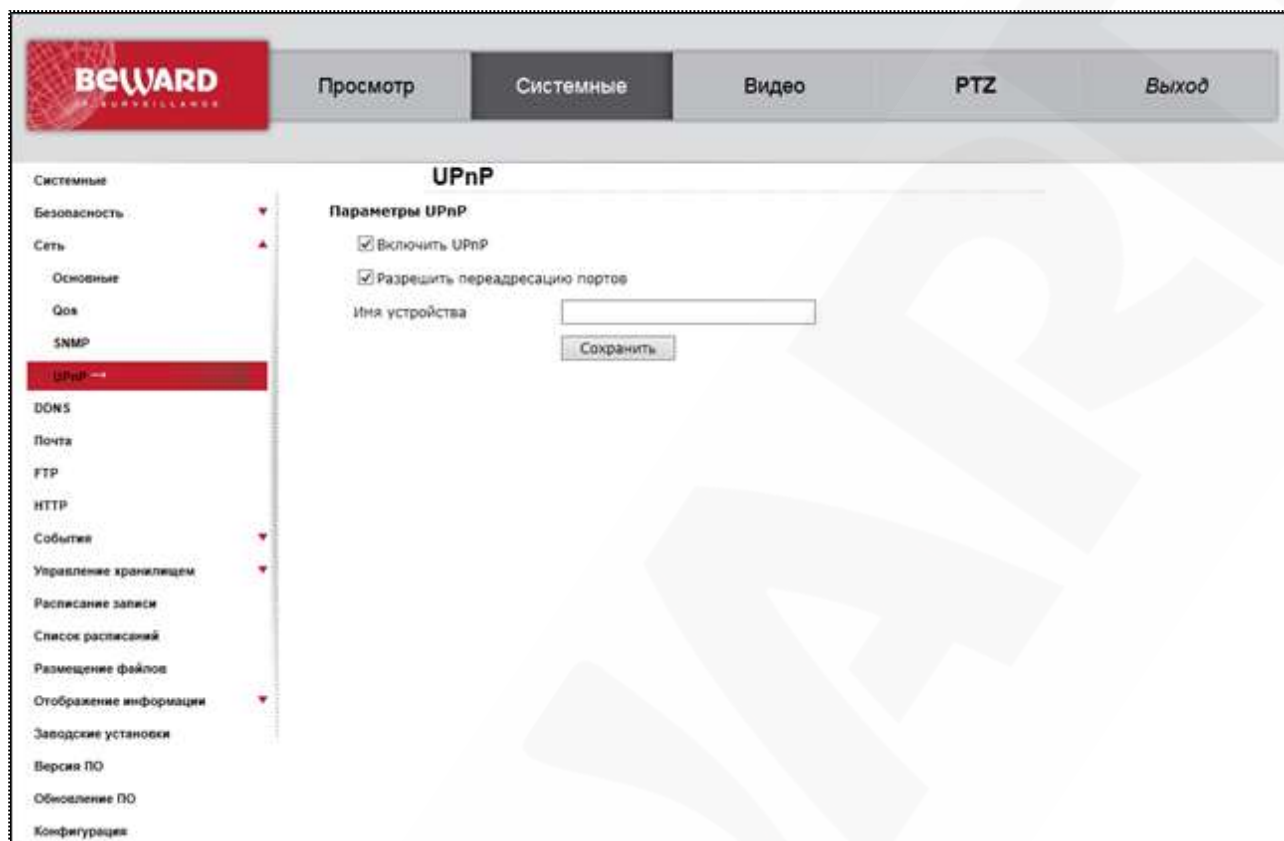 BEWARD
IP SURVEILLANCE
Просмотр
Системные
Видео
PTZ
Выход
Системные
Безопасность
Сеть
Основные
Qos
SNMP
UPnP
DDNS
Почта
FTP
HTTP
События
Управление хранилищем
Расписание записи
Список расписаний
Размещение файлов
Отображение информации
Заводские установки
Версия ПО
Обновление ПО
Конфигурация
UPnP
Параметры UPnP
Включить UPnP
Разрешить переадресацию портов
Имя устройства
Сохранить